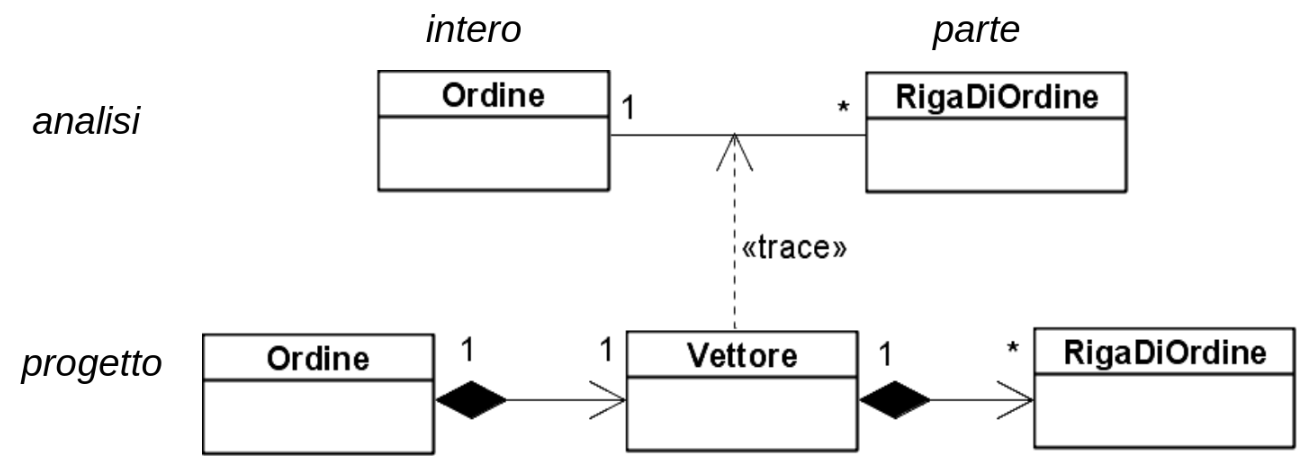 intero
parte
analisi
Ordine
1
*
RigaDiOrdine
«trace»
progetto
Ordine
1
1
Vettore
1
*
RigaDiOrdine